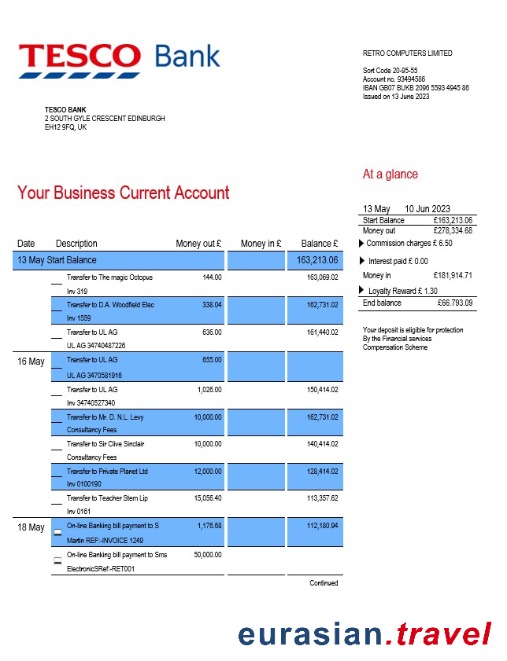 TESCO Bank
RETRO COMPUTERS LIMITED
Sort Code 20-95-55
Account no. 93494586
IBAN GB07 BUKB 2096 5593 4945 86
Issued on 13 June 2023
TESCO BANK
2 SOUTH GYLE CRESCENT EDINBURGH
EH12 9FQ, UK
At a glance
Your Business Current Account
13 May 10 Jun 2023
Start Balance £163,213.06
Money out £278,334.68
Commission charges £ 6.50
Interest paid £ 0.00
Money in £181,914.71
Loyalty Reward £ 1.30
End balance £66.793.09
Your deposit is eligible for protection
By the Financial services
Compensation Scheme
Date Description Money out £ Money in £ Balance £
13 May Start Balance 163,213.06
Transfer to The magic Octopus 144.00 163,069.02
Inv 319
Transfer to D.A. Woodfield Elec 338.04 162,731.02
Inv 1559
Transfer to UL AG 636.00 161,440.02
UL AG 34740487226
16 May Transfer to UL AG 655.00
UL AG 3470581916
Transfer to UL AG 1,026.00 150,414.02
Inv 34740527340
Transfer to Mr. D. N.L. Levy 10,000.00 162,731.02
Consultancy Fees
Transfer to Sir Clive Sinclair 10,000.00 140,414.02
Consultancy Fees
Transfer to Private Planet Ltd 12,000.00 128,414.02
Inv 0100190
Transfer to Teacher Stem Lip 15,056.40 113,357.62
Inv 0161
18 May On-line Banking bill payment to S 1,176.68 112,180.94
Martin REF:-INVOICE 1249
On-line Banking bill payment to Sms 50,000.00
ElectronicSRef:-RET001
Continued
eurasian.travel